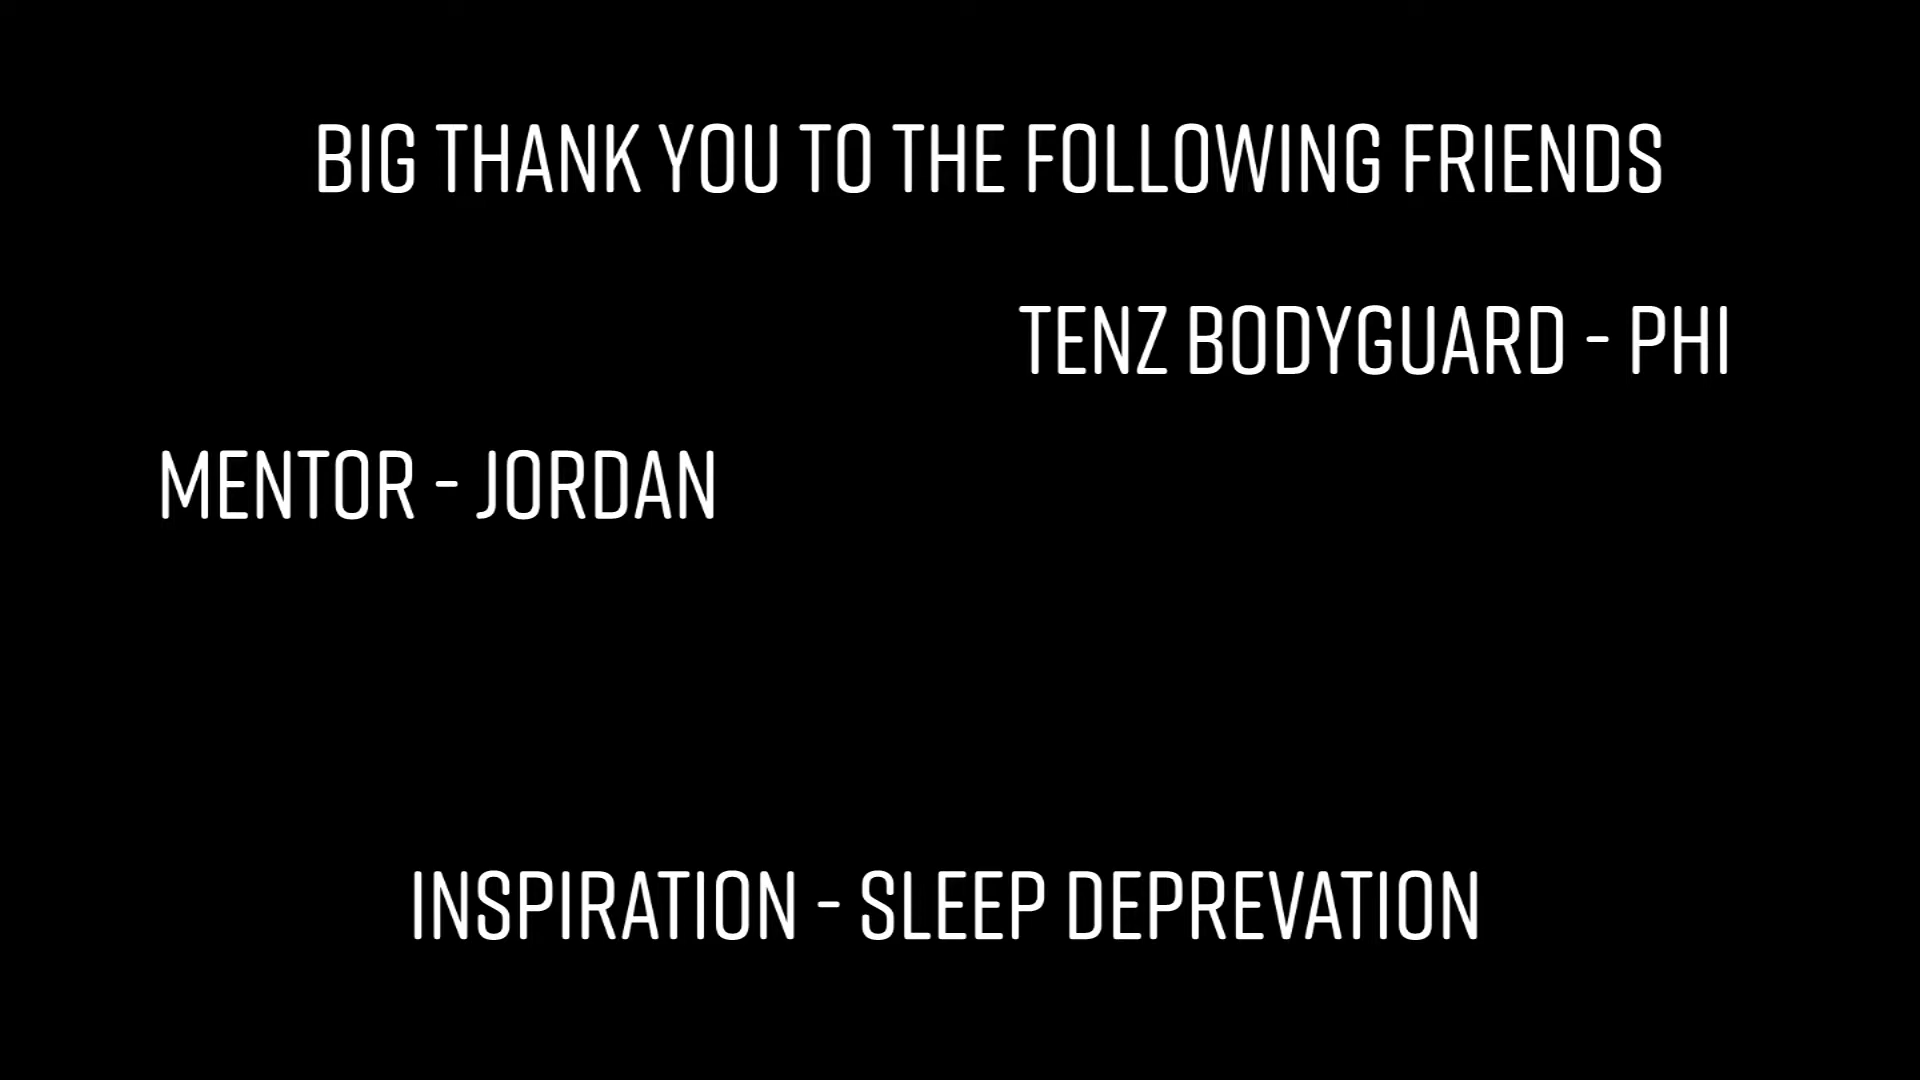 BIG THANK YOU TO THE FOLLOWING FRIENDS
TENZ BODYGUARD - PHI
MENTOR - JORDAN
INSPIRATION - SLEEP DEPREVATION